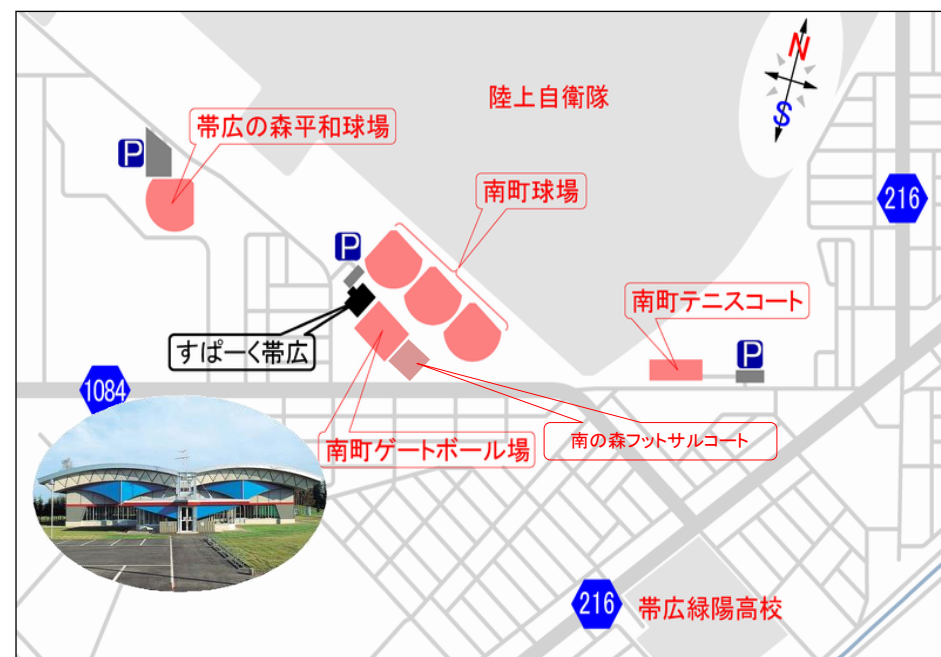 N
S
陸上自衛隊
帯広の森平和球場
P
南町球場
216
P
南町テニスコート
すぱーく帯広
P
1084
南町ゲートボール場
南の森フットサルコート
216
帯広緑陽高校